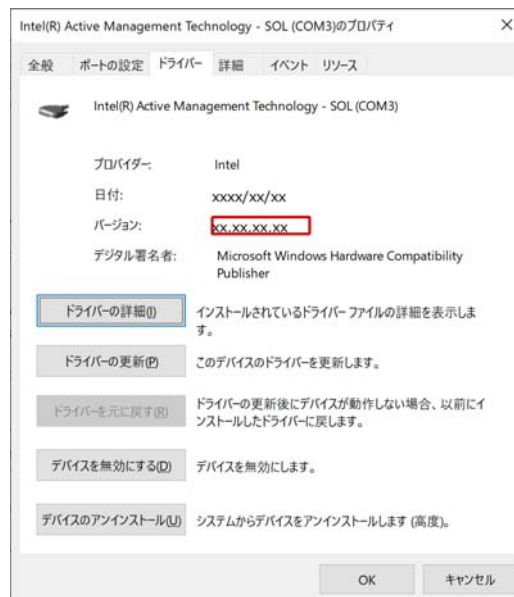 Intel(R) Active Management Technology - SOL (COM3)のプロパティ
全般 ポートの設定 ドライバー 詳細 イベント リソース
Intel(R) Active Management Technology - SOL (COM3)
プロバイダー: Intel
日付: xxxx/xx/xx
バージョン: xx.xx.xx.xx
デジタル署名者: Microsoft Windows Hardware Compatibility
Publisher
ドライバーの詳細(I) インストールされているドライバー ファイルの詳細を表示しま
す。
ドライバーの更新(P) このデバイスのドライバーを更新します。
ドライバーを元に戻す(R) ドライバーの更新後にデバイスが動作しない場合、以前にイ
ンストールしたドライバーに戻します。
デバイスを無効にする(D) デバイスを無効にします。
デバイスのアンインストール(U) システムからデバイスをアンインストールします (高度)。
OK キャンセル